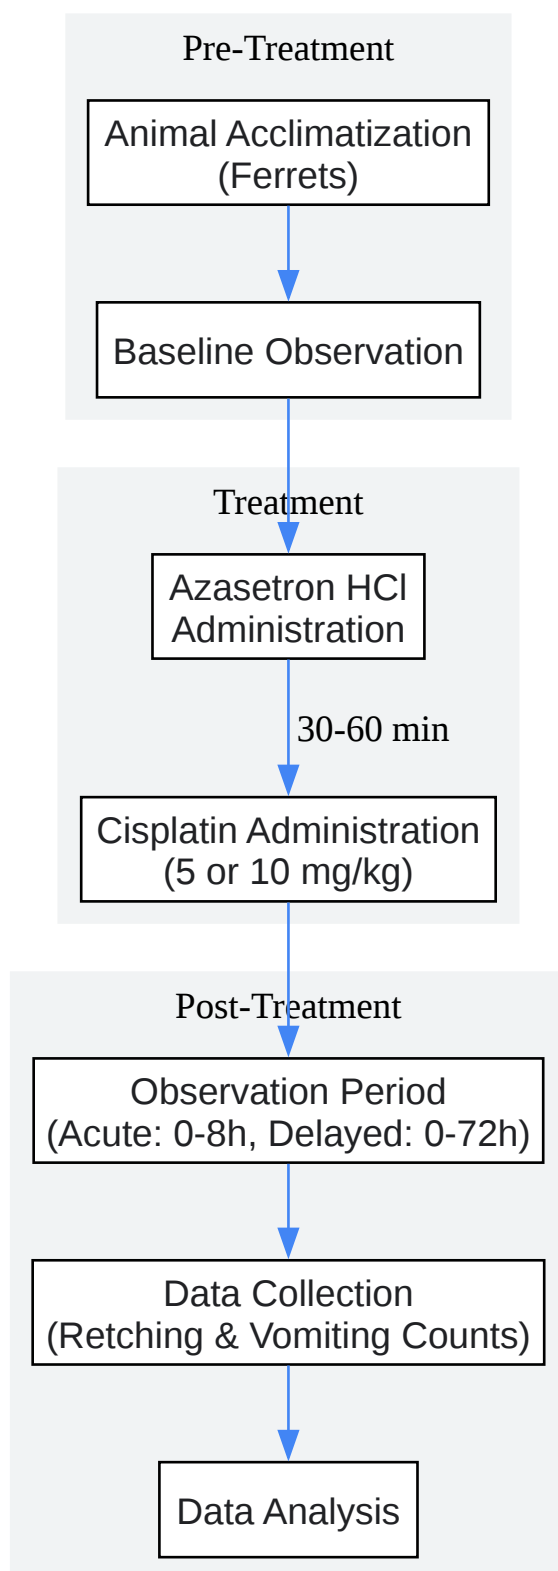 Pre-Treatment
Animal Acclimatization
(Ferrets)
Baseline Observation
Treatment
Azasetron HCl
Administration
30-60 min
Cisplatin Administration
(5 or 10 mg/kg)
Post-Treatment
Observation Period
(Acute: 0-8h, Delayed: 0-72h)
Data Collection
(Retching & Vomiting Counts)
Data Analysis